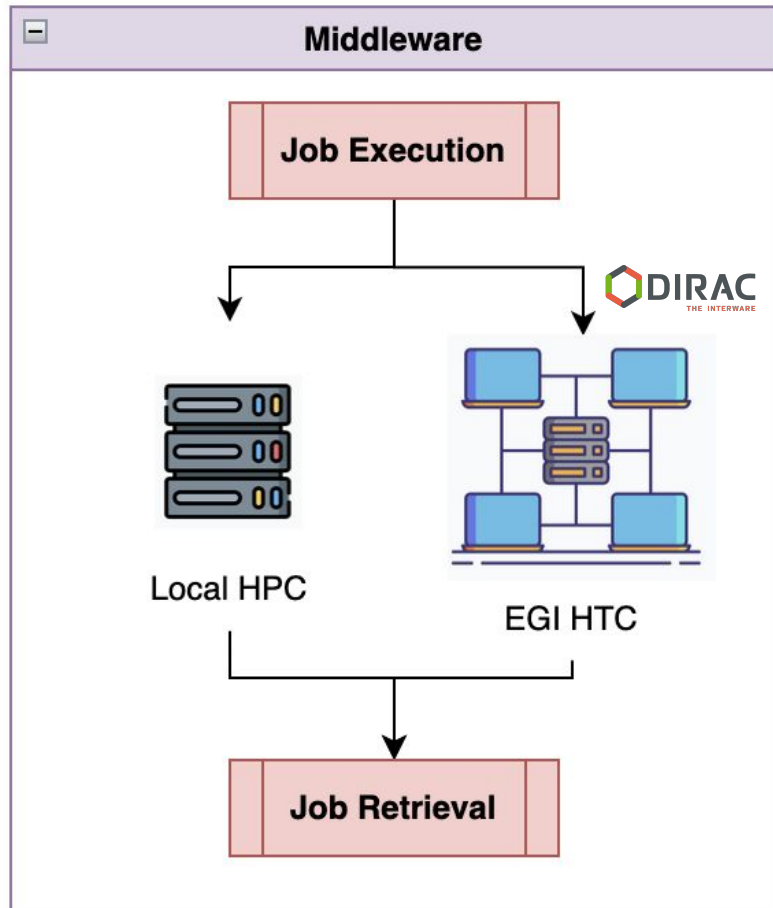 Middleware
Job Execution
DIRAC
THE INTERWARE
Local HPC
EGI HTC
Job Retrieval